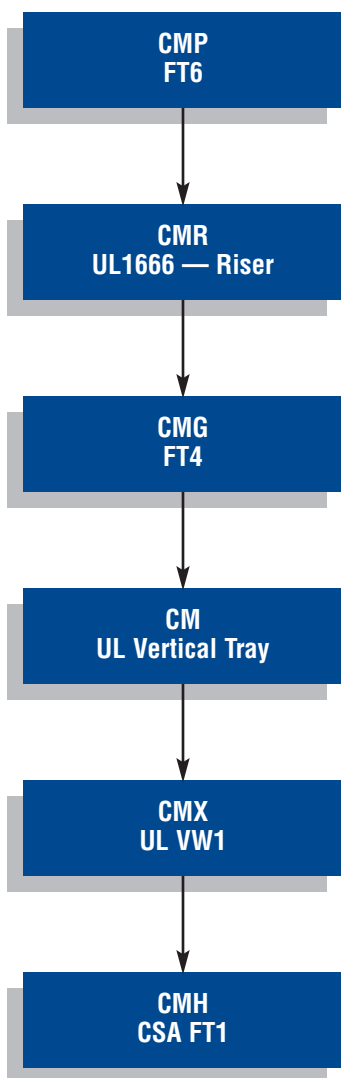 CMP
FT6
CMR
UL1666 — Riser
CMG
FT4
CM
UL Vertical Tray
CMX
UL VW1
CMH
CSA FT1